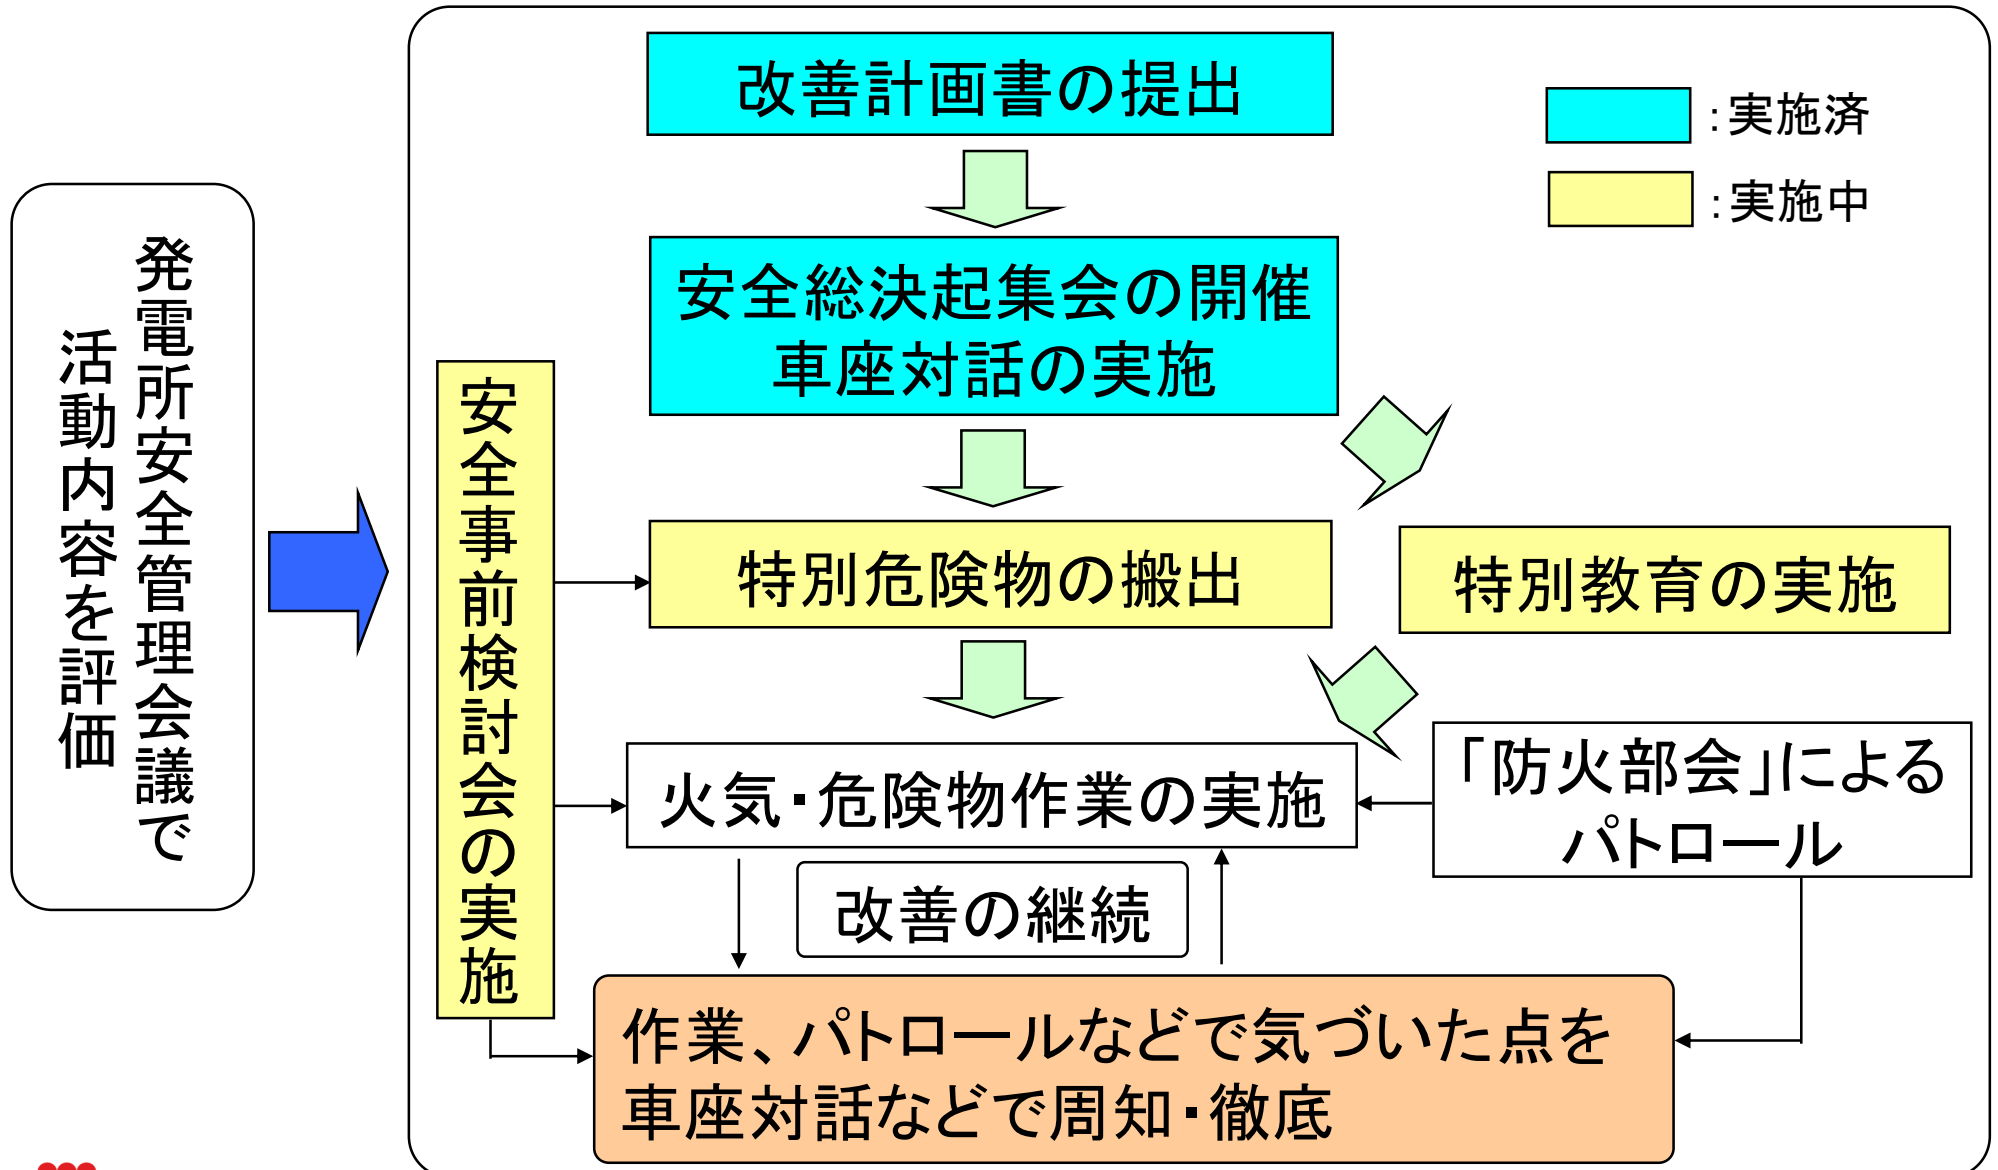 発電所安全管理会議で
活動内容を評価
改善計画書の提出
：実施済
：実施中
安全総決起集会の開催
車座対話の実施
安全事前検討会の実施
特別危険物の搬出
特別教育の実施
火気・危険物作業の実施
「防火部会」による
パトロール
改善の継続
作業、パトロールなどで気づいた点を
車座対話などで周知・徹底